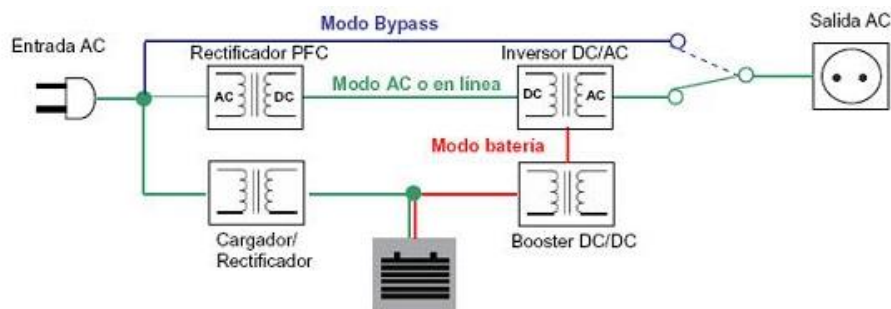 Modo Bypass
Salida AC
Entrada AC
Rectificador PFC
Inversor DC/AC
AC
DC
Modo AC o en línea
DC
AC
Modo batería
Cargador/
Rectificador
Booster DC/DC